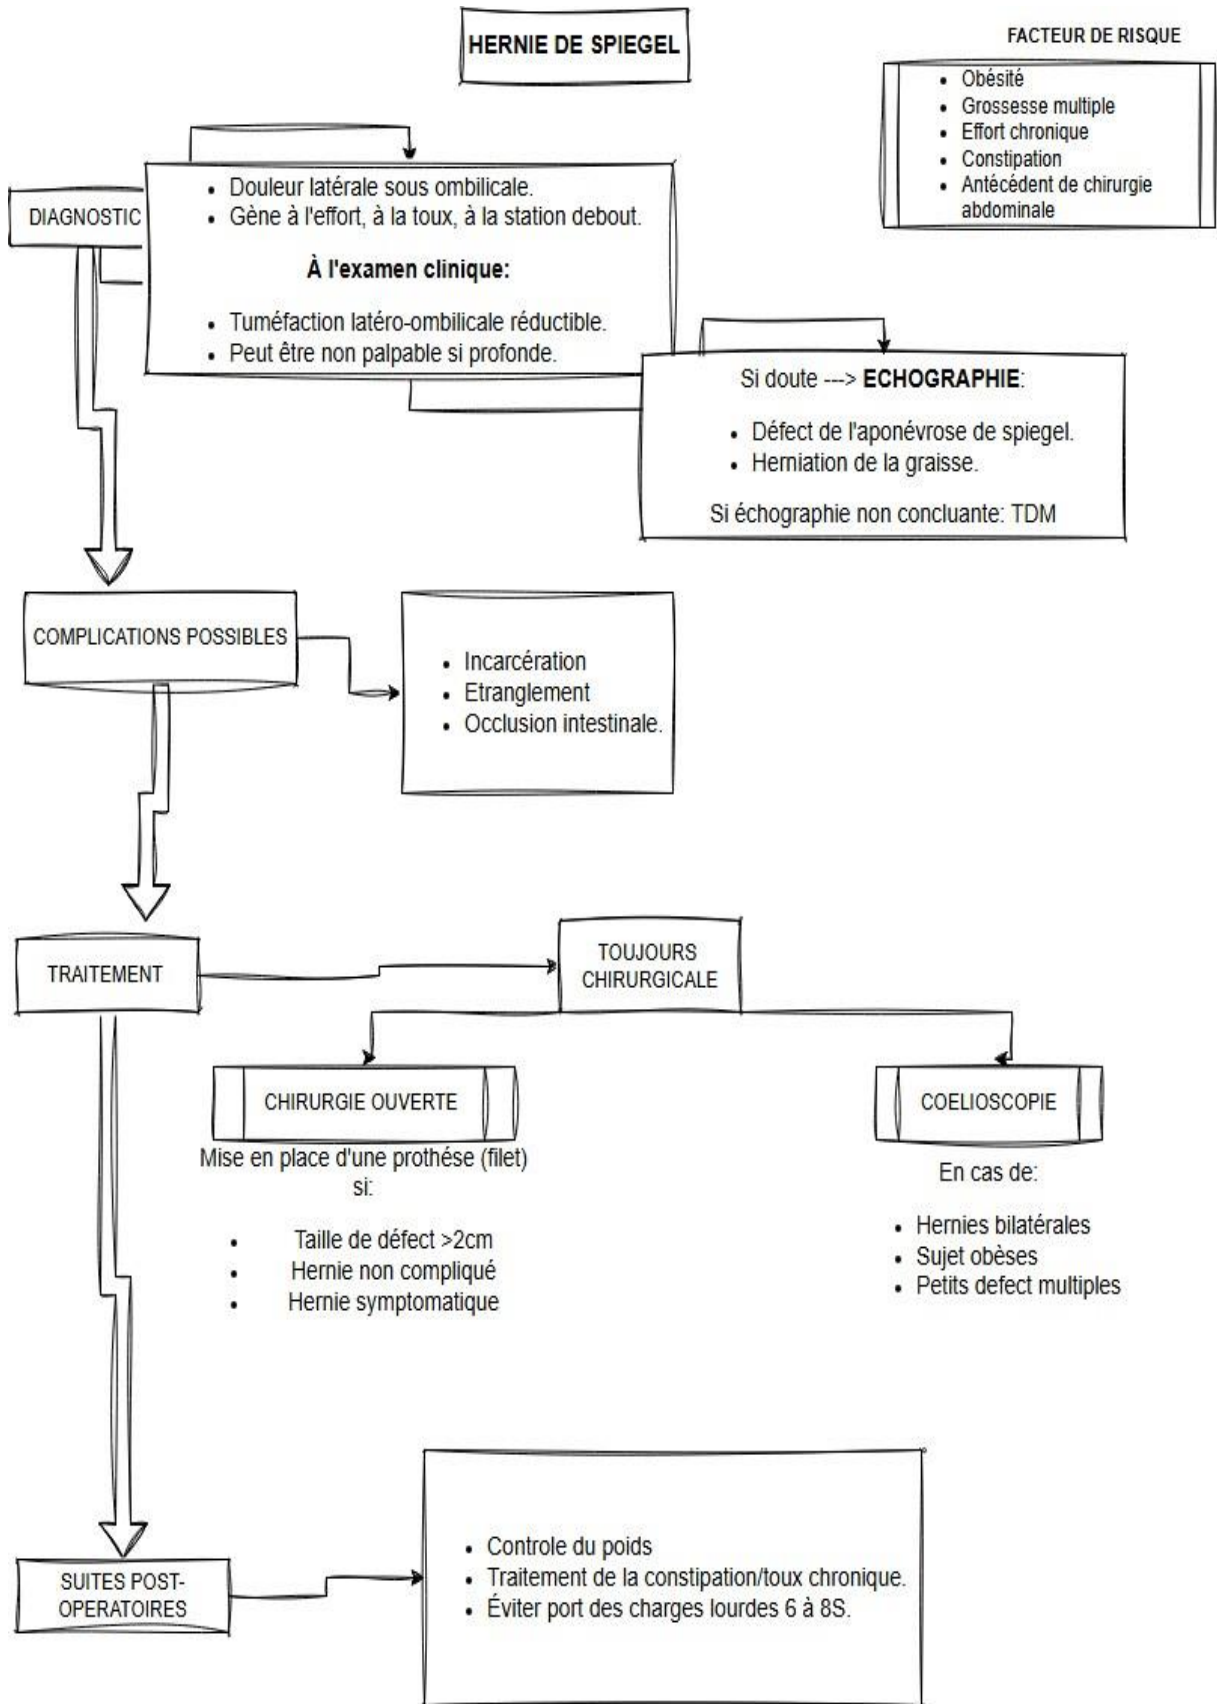 HERNIE DE SPIEGEL
FACTEUR DE RISQUE
• Obésité
• Grossesse multiple
• Effort chronique
• Constipation
• Antécédent de chirurgie
abdominale
DIAGNOSTIC
• Douleur latérale sous ombilicale.
• Gène à l'effort, à la toux, à la station debout.
À l'examen clinique:
• Tuméfaction latéro-ombilicale réductible.
• Peut être non palpable si profonde.
Si doute ---> ECHOGRAPHIE:
• Défect de l'aponévrose de spiegel.
• Herniation de la graisse.
Si échographie non concluante: TDM
COMPLICATIONS POSSIBLES
• Incarcération
• Etranglement
• Occlusion intestinale.
TRAITEMENT
TOUJOURS
CHIRURGICALE
CHIRURGIE OUVERTE
Mise en place d'une prothése (filet)
si:
• Taille de défect >2cm
• Hernie non compliqué
• Hernie symptomatique
COELIOSCOPIE
En cas de:
• Hernies bilatérales
• Sujet obèses
• Petits defect multiples
SUITES POST-
OPERATOIRES
• Controle du poids
• Traitement de la constipation/toux chronique.
• Éviter port des charges lourdes 6 à 8S.